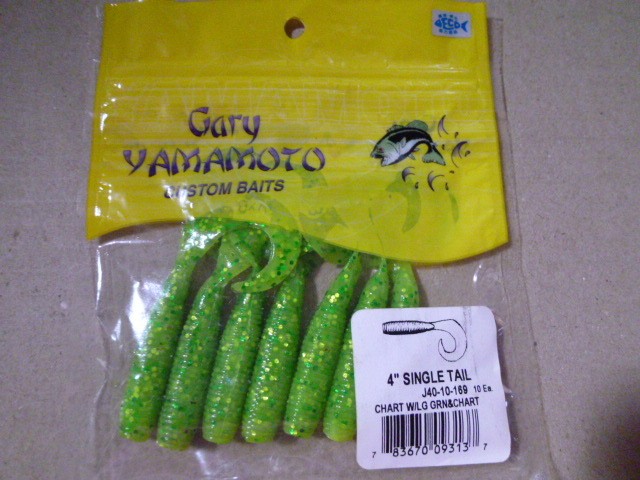 Gary
YAMAMOTO
CUSTOM BAITS
4" SINGLE TAIL
J40-10-169 10 Ea.
CHART W/LG GRN&CHART
7 83670 09313 7